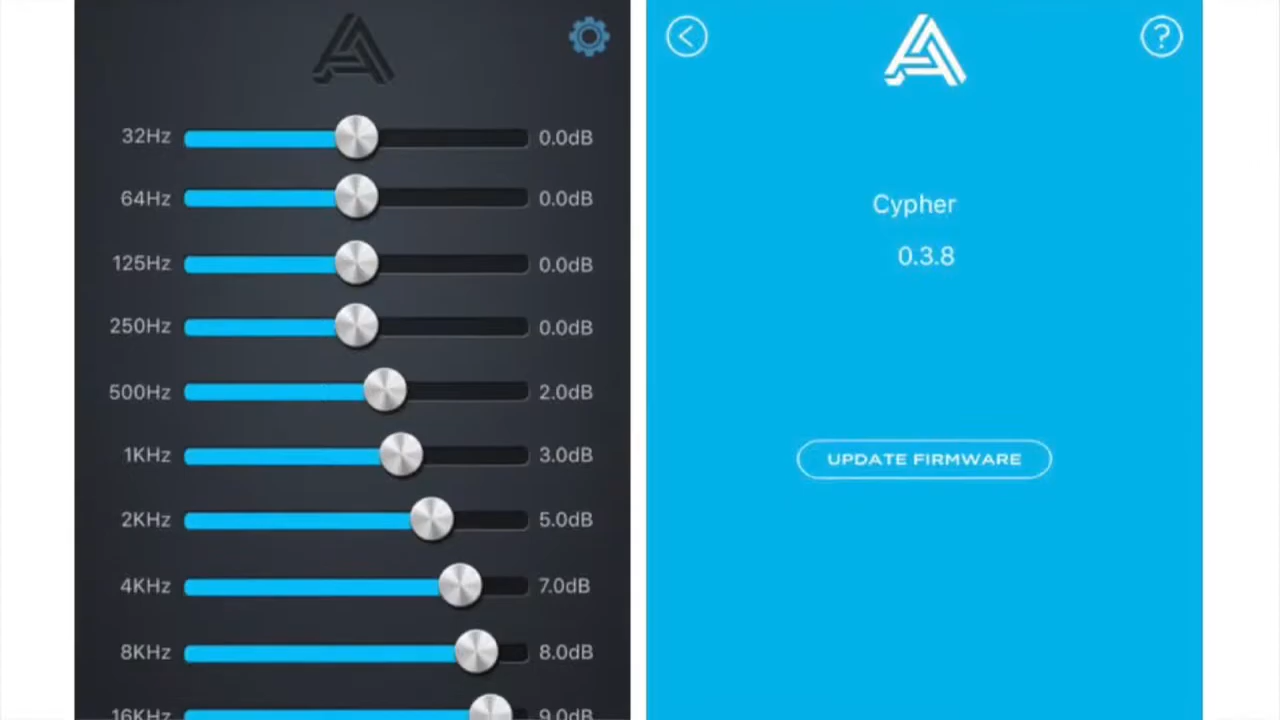 32Hz 0.0dB
64Hz 0.0dB
125Hz 0.0dB
250Hz 0.0dB
500Hz 2.0dB
1KHz 3.0dB
2KHz 5.0dB
4KHz 7.0dB
8KHz 8.0dB
16KHz 9.0dB
?
Cypher
0.3.8
UPDATE FIRMWARE